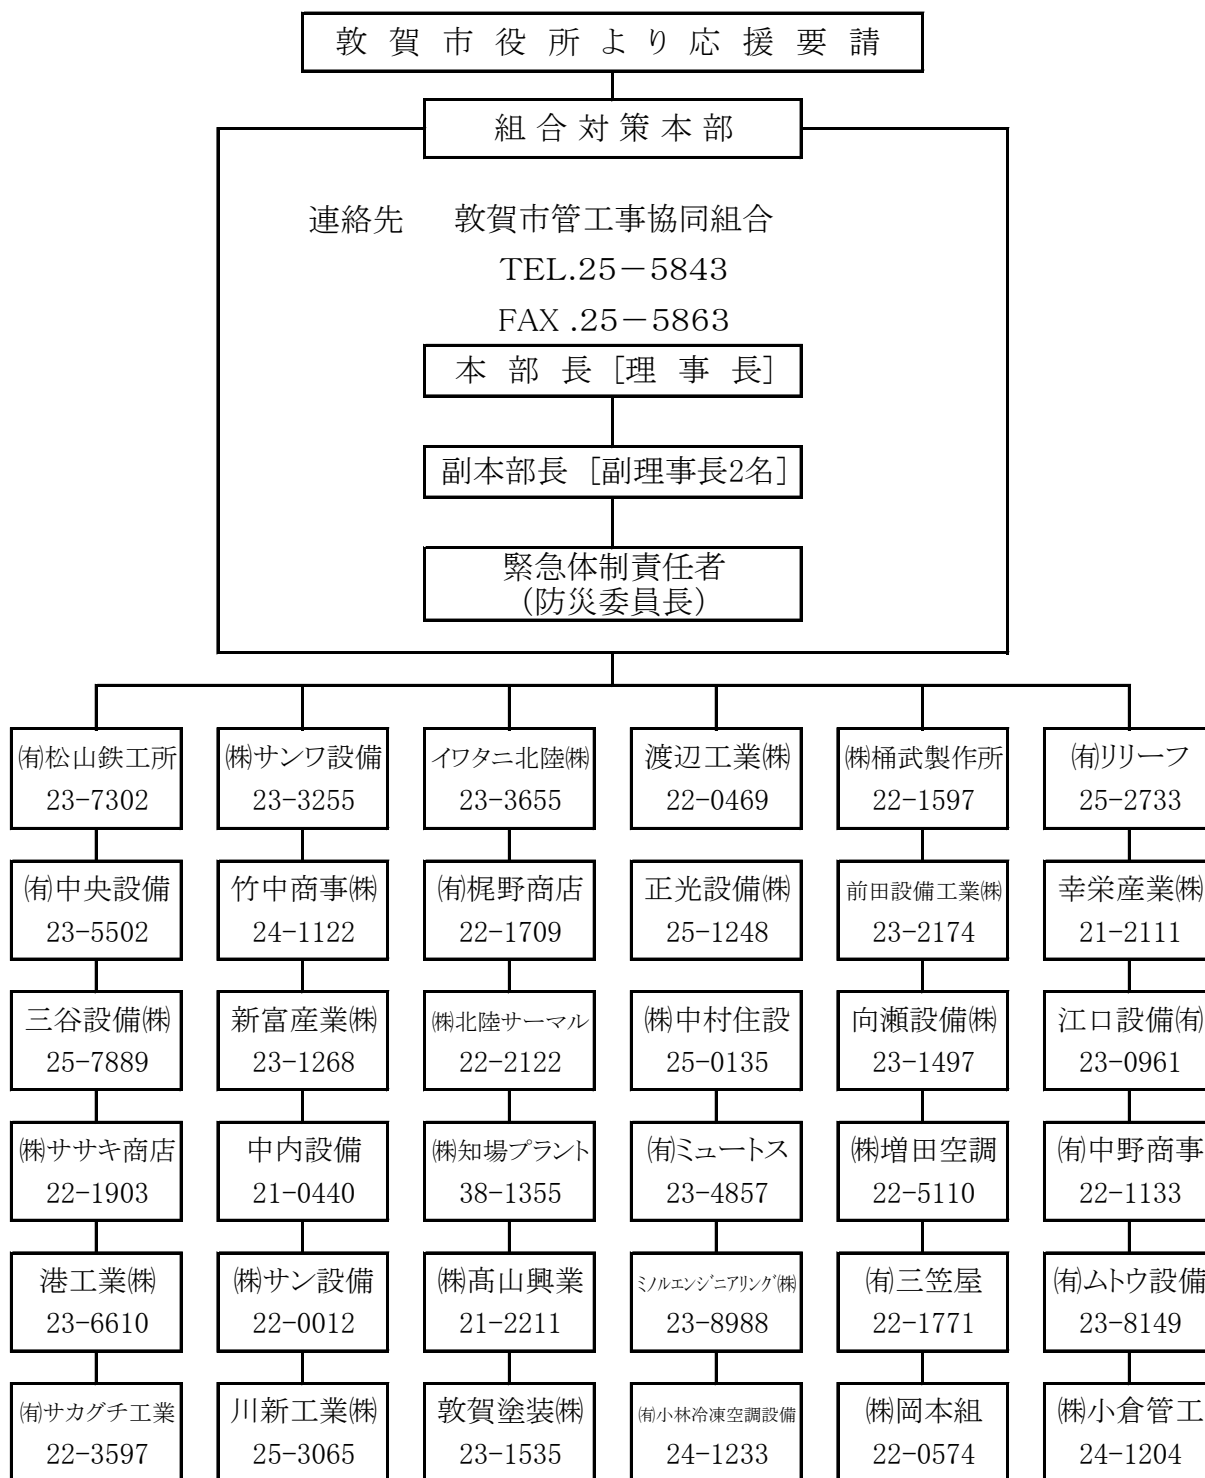 敦賀市役所より応援要請
組合対策本部
連絡先　敦賀市管工事協同組合
TEL.25－5843
FAX .25－5863
本部長［理事長］
副本部長［副理事長2名］
緊急体制責任者
(防災委員長)
㈲松山鉄工所
23-7302
㈱サンワ設備
23-3255
イワタニ北陸㈱
23-3655
渡辺工業㈱
22-0469
㈱桶武製作所
22-1597
㈲リリーフ
25-2733
㈲中央設備
23-5502
竹中商事㈱
24-1122
㈲梶野商店
22-1709
正光設備㈱
25-1248
前田設備工業㈱
23-2174
幸栄産業㈱
21-2111
三谷設備㈱
25-7889
新富産業㈱
23-1268
㈱北陸サーマル
22-2122
㈱中村住設
25-0135
向瀬設備㈱
23-1497
江口設備㈲
23-0961
㈱ササキ商店
22-1903
中内設備
21-0440
㈱知場プラント
38-1355
㈲ミュートス
23-4857
㈱増田空調
22-5110
㈲中野商事
22-1133
港工業㈱
23-6610
㈱サン設備
22-0012
㈱髙山興業
21-2211
ミノルエンジニアリング㈱
23-8988
㈲三笠屋
22-1771
㈲ムトウ設備
23-8149
㈲サカグチ工業
22-3597
川新工業㈱
25-3065
敦賀塗装㈱
23-1535
㈲小林冷凍空調設備
24-1233
㈱岡本組
22-0574
㈱小倉管工
24-1204